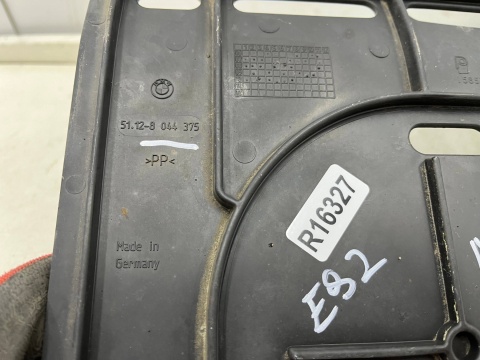 51.12-8 044 375
>PP<
Made in
Germany
R16327
E82